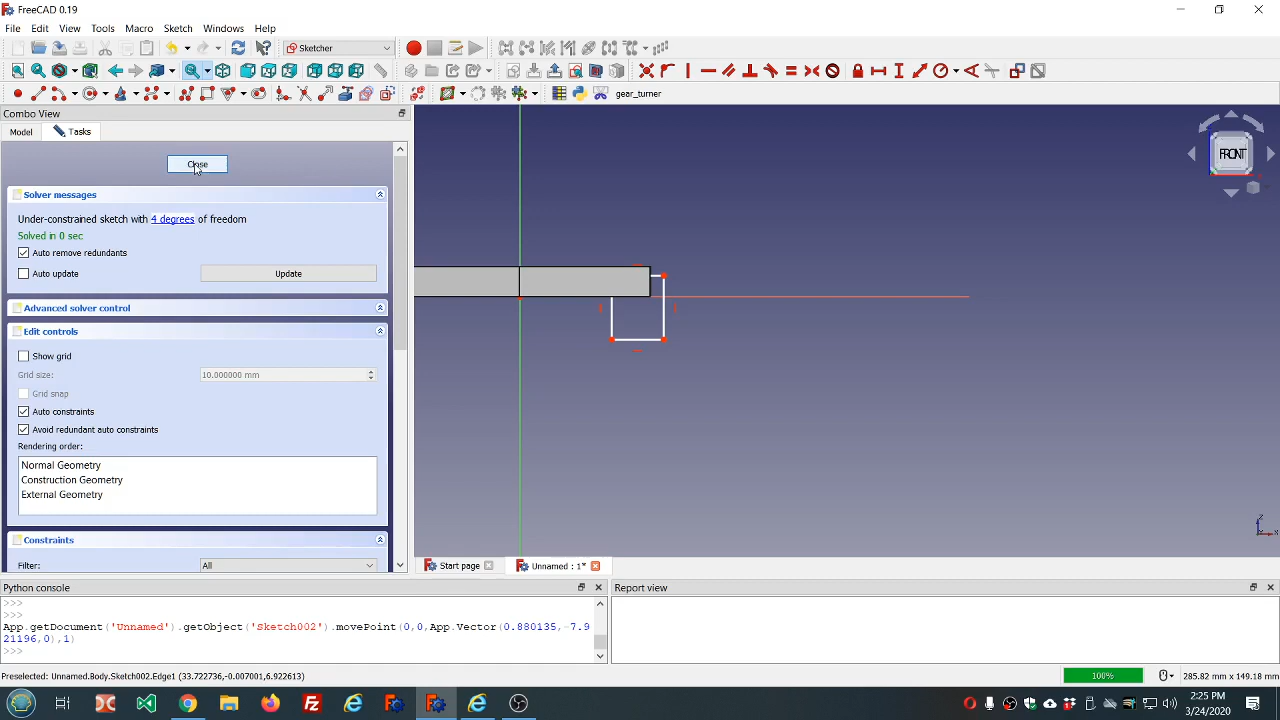 FreeCAD 0.19
File Edit View Tools Macro Sketch Windows Help
Sketcher
gear_turner
Combo View
Model Tasks
Close
Solver messages
Under-constrained sketch with 4 degrees of freedom
Solved in 0 sec
Auto remove redundants
Auto update Update
Advanced solver control
Edit controls
Show grid
Grid size: 10.000000 mm
Grid snap
Auto constraints
Avoid redundant auto constraints
Rendering order:
Normal Geometry
Construction Geometry
External Geometry
Constraints
Filter: All
FRONT
Z
X
Start page Unnamed : 1*
Python console
>>>
>>>
App.getDocument('Unnamed').getObject('Sketch002').movePoint(0,0,App.Vector(0.880135,-7.9
21196,0),1)
>>>
Report view
Preselected: Unnamed.Body.Sketch002.Edge1 (33.722736,-0.007001,6.922613)
100%
285.82 mm x 149.18 mm
2:25 PM
3/24/2020